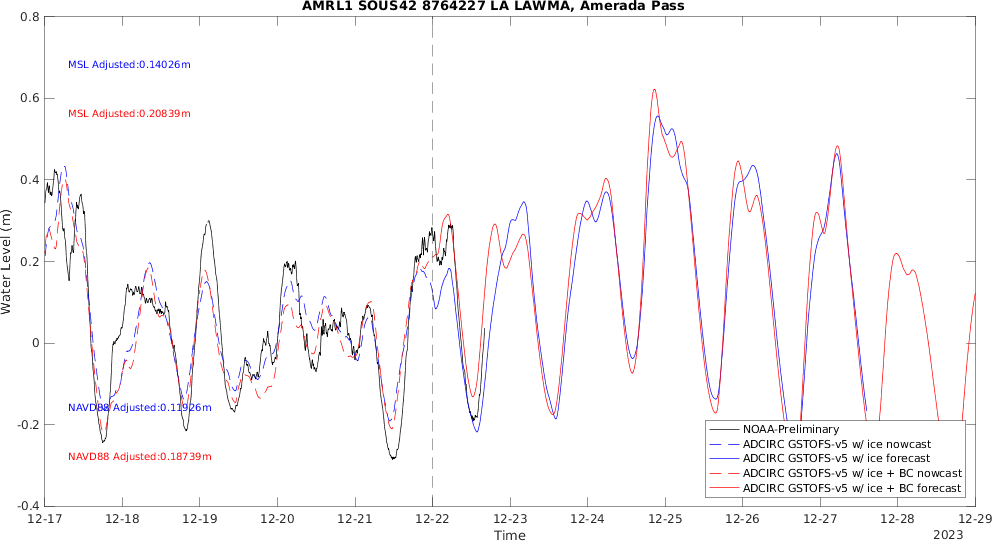 AMRL1 SOUS42 8764227 LA LAWMA, Amerada Pass
0.8
MSL Adjusted:0.14026m
0.6
MSL Adjusted:0.20839m
0.4
Water Level (m)
0.2
0
NAVD88 Adjusted:0.11926m
-0.2
NAVD88 Adjusted:0.18739m
-0.4
NOAA-Preliminary
ADCIRC GSTOFS-v5 w/ ice nowcast
ADCIRC GSTOFS-v5 w/ ice forecast
ADCIRC GSTOFS-v5 w/ ice + BC nowcast
ADCIRC GSTOFS-v5 w/ ice + BC forecast
12-17 12-18 12-19 12-20 12-21 12-22 12-23 12-24 12-25 12-26 12-27 12-28 12-29
Time
2023